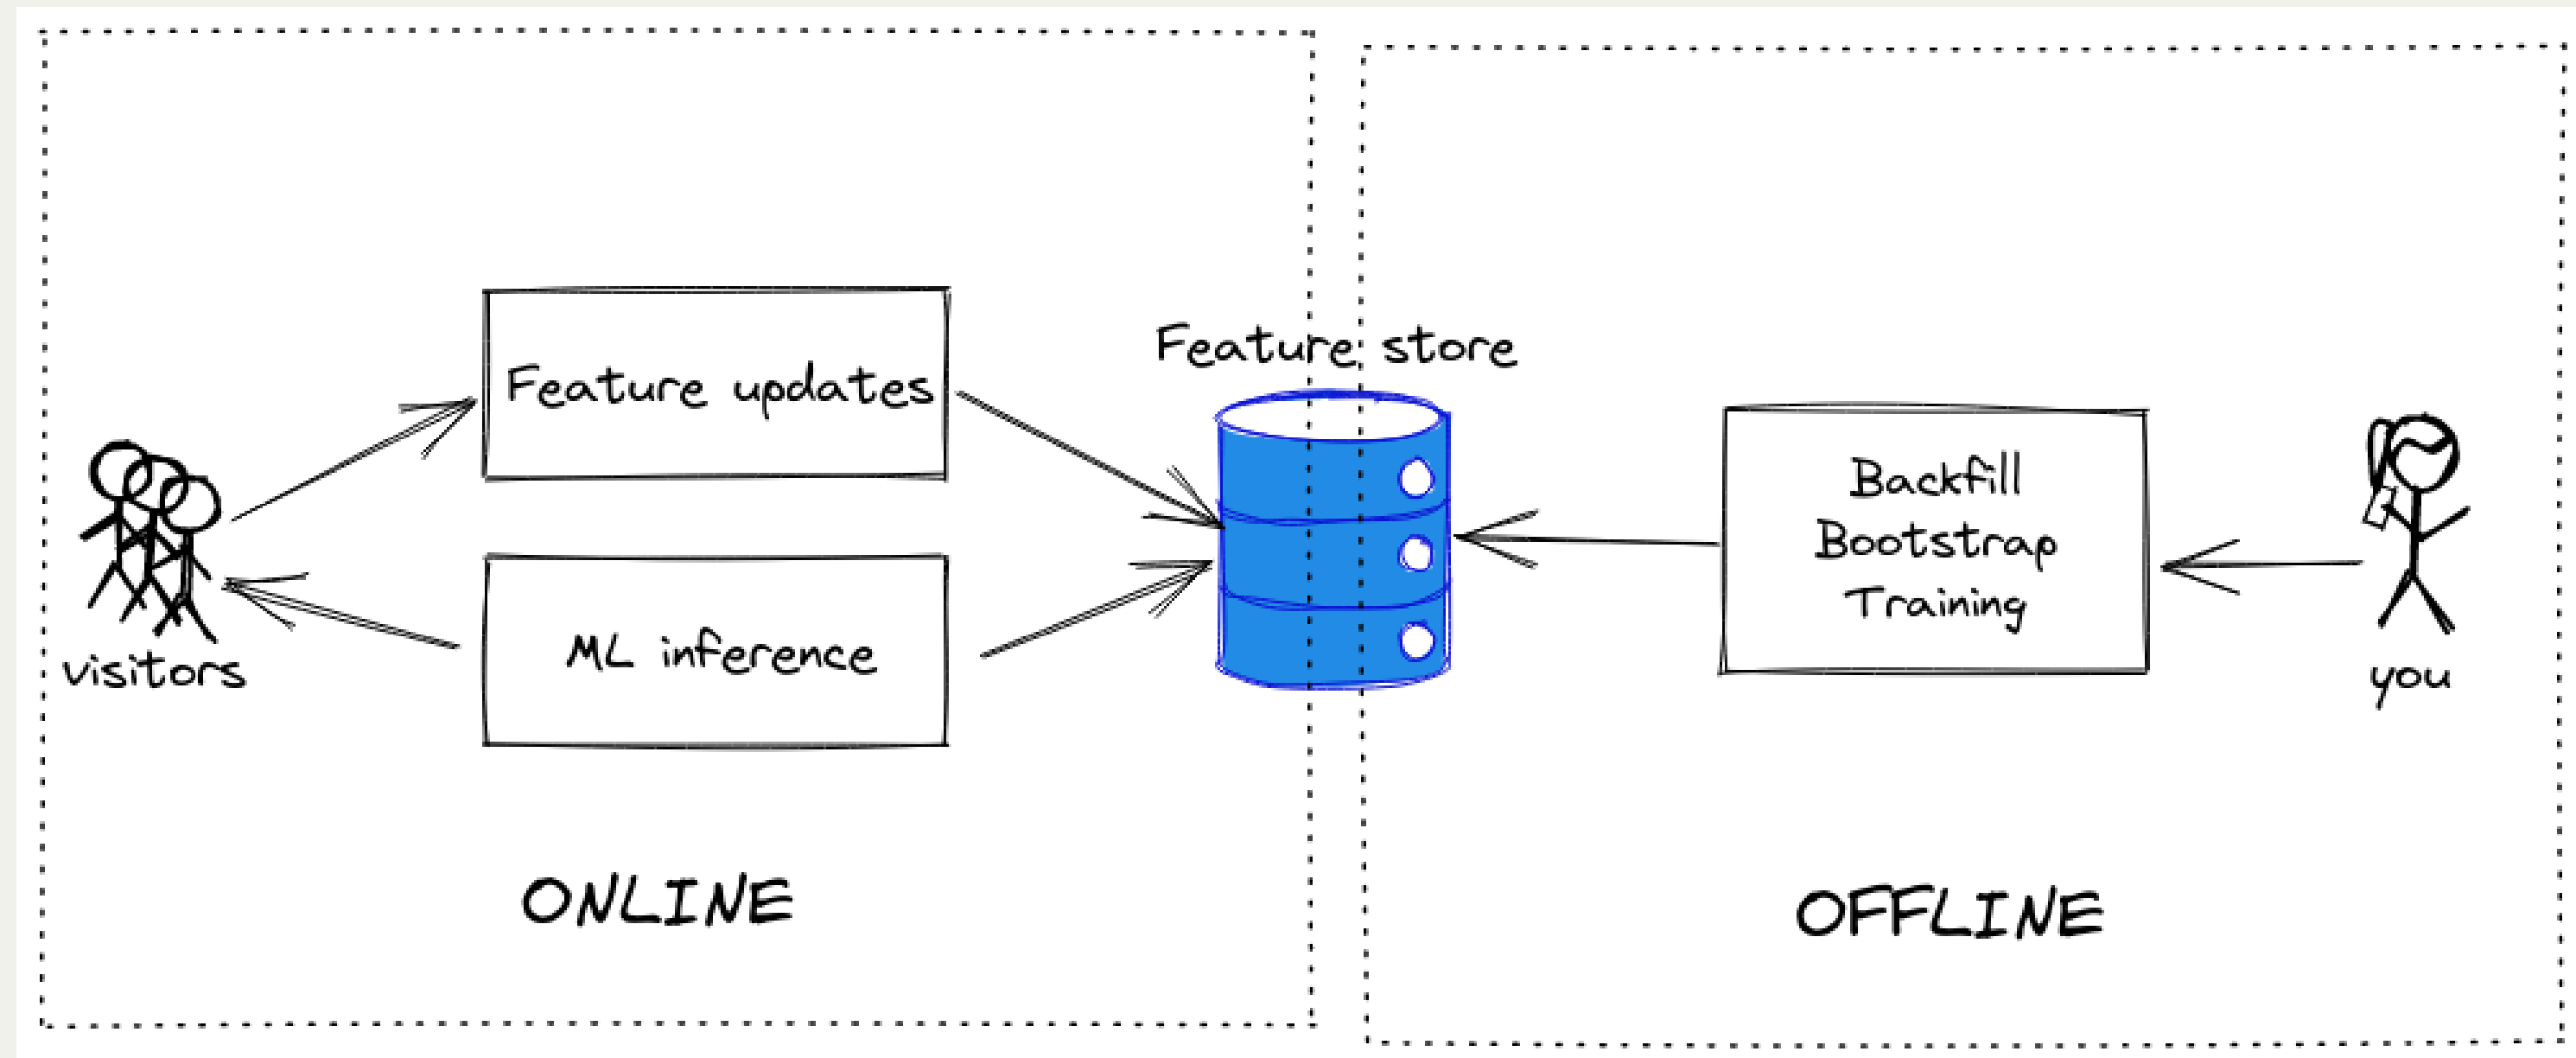 Feature updates
ML inference
visitors
ONLINE
Feature store
Backfill
Bootstrap
Training
you
OFFLINE